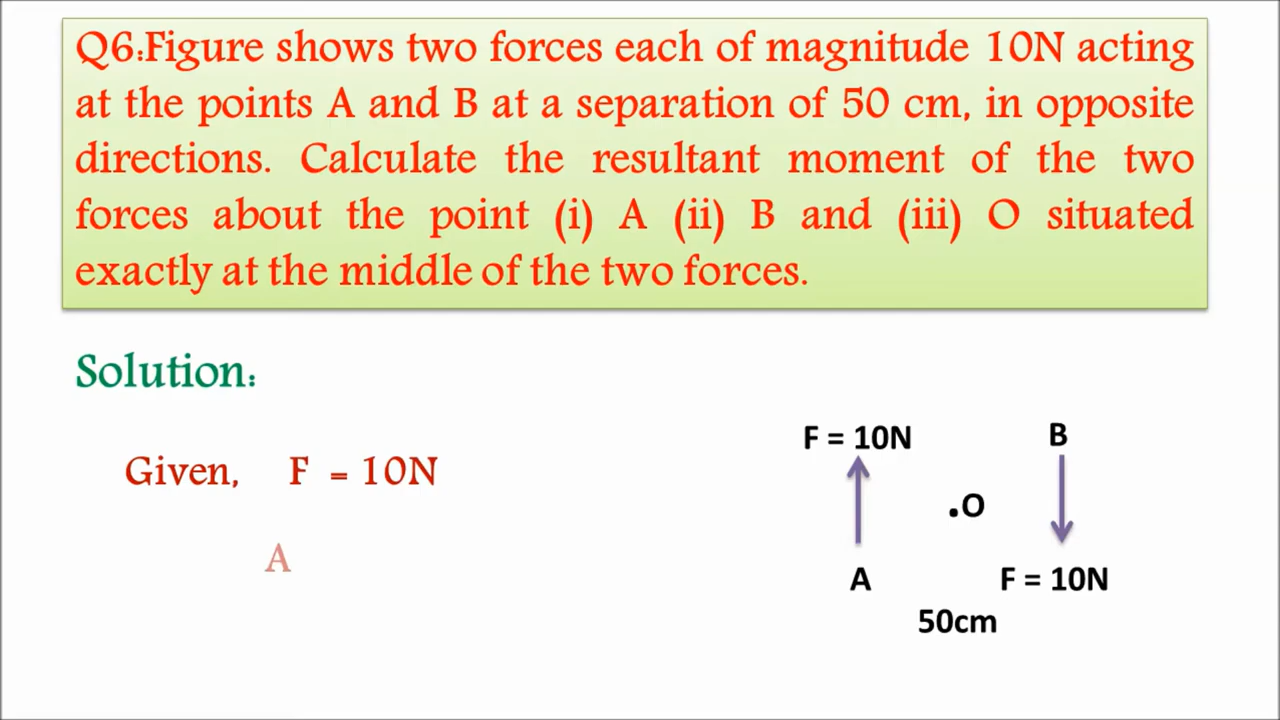 Q6:Figure shows two forces each of magnitude 10N acting
at the points A and B at a separation of 50 cm, in opposite
directions. Calculate the resultant moment of the two
forces about the point (i) A (ii) B and (iii) O situated
exactly at the middle of the two forces.
Solution:
Given, F = 10N
A
F = 10N
B
.O
A
F = 10N
50cm